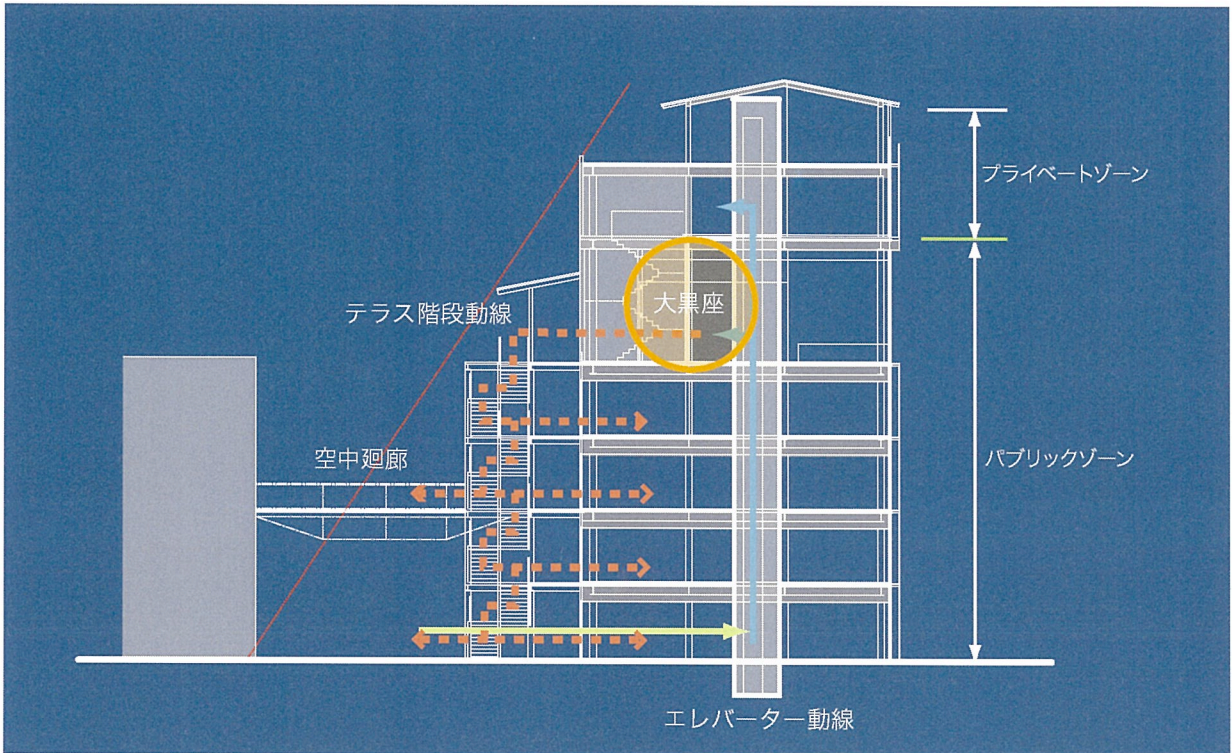 プライベートゾーン
大黒座
テラス階段動線
空中廻廊
パブリックゾーン
エレバーター動線